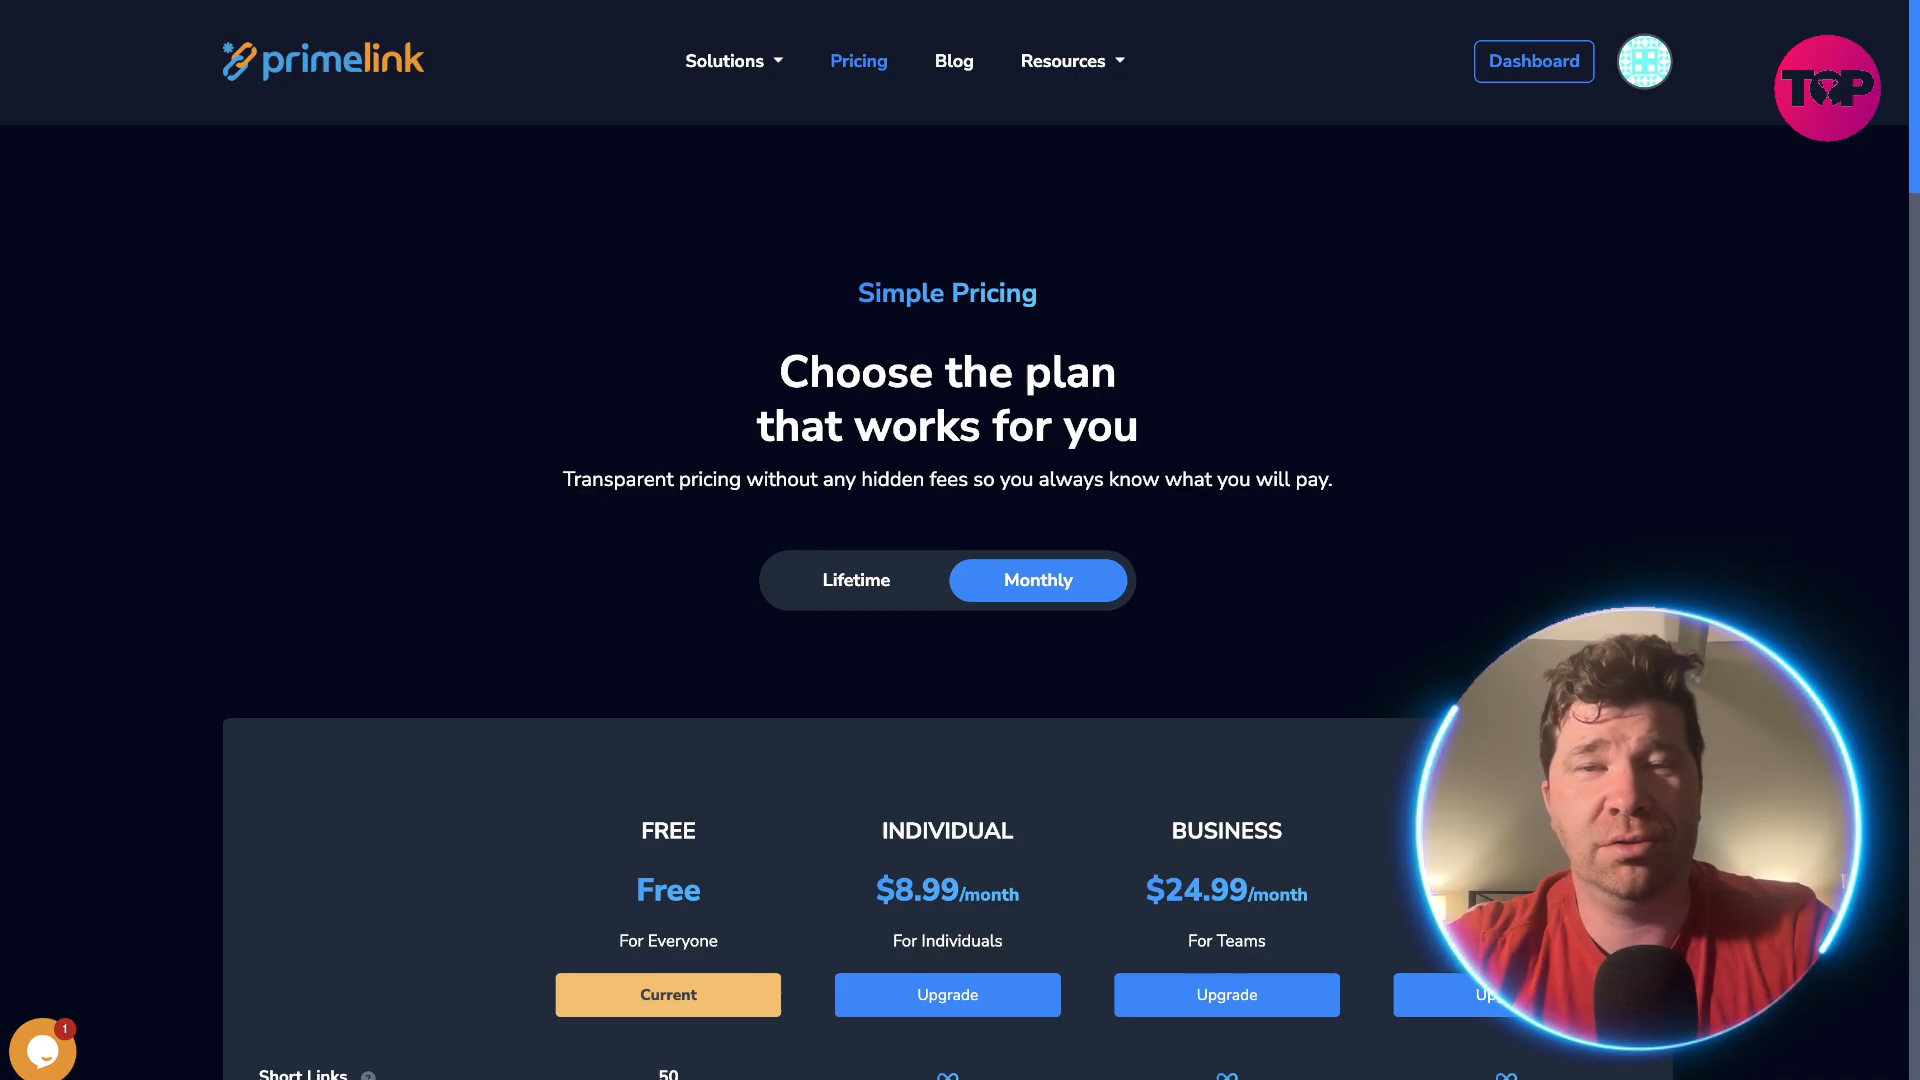 primelink
Solutions
Pricing
Blog
Resources
Dashboard
TOP
Simple Pricing
Choose the plan
that works for you
Transparent pricing without any hidden fees so you always know what you will pay.
Lifetime
Monthly
FREE
INDIVIDUAL
BUSINESS
Free
$8.99/month
$24.99/month
For Everyone
For Individuals
For Teams
Current
Upgrade
Upgrade
1
Short Links
?
50
∞
∞
∞